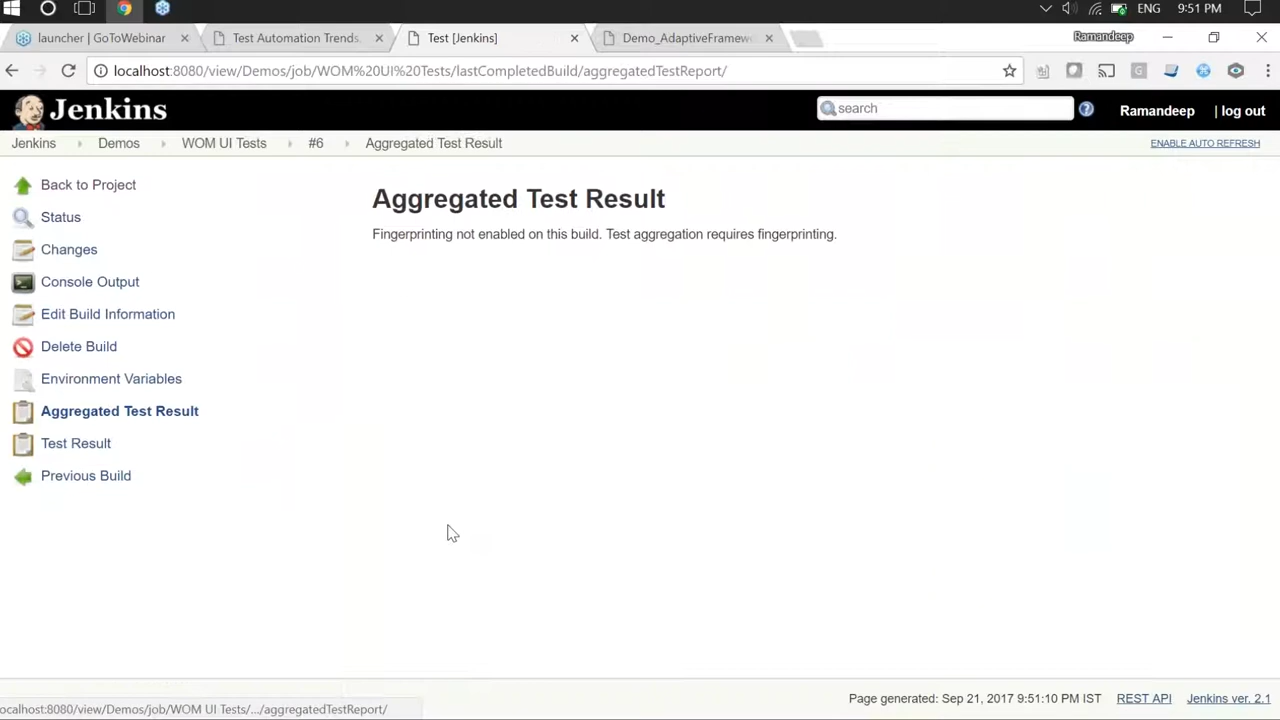 ENG 9:51 PM
launcher | GoToWebinar
Test Automation Trends,
Test [Jenkins]
Demo_AdaptiveFramew
Ramandeep
localhost:8080/view/Demos/job/WOM%20UI%20Tests/lastCompletedBuild/aggregatedTestReport/
Jenkins
search
Ramandeep | log out
Jenkins Demos WOM UI Tests #6 Aggregated Test Result
ENABLE AUTO REFRESH
Back to Project
Status
Changes
Console Output
Edit Build Information
Delete Build
Environment Variables
Aggregated Test Result
Test Result
Previous Build
Aggregated Test Result
Fingerprinting not enabled on this build. Test aggregation requires fingerprinting.
ocalhost:8080/view/Demos/job/WOM UI Tests/.../aggregatedTestReport/
Page generated: Sep 21, 2017 9:51:10 PM IST REST API Jenkins ver. 2.1